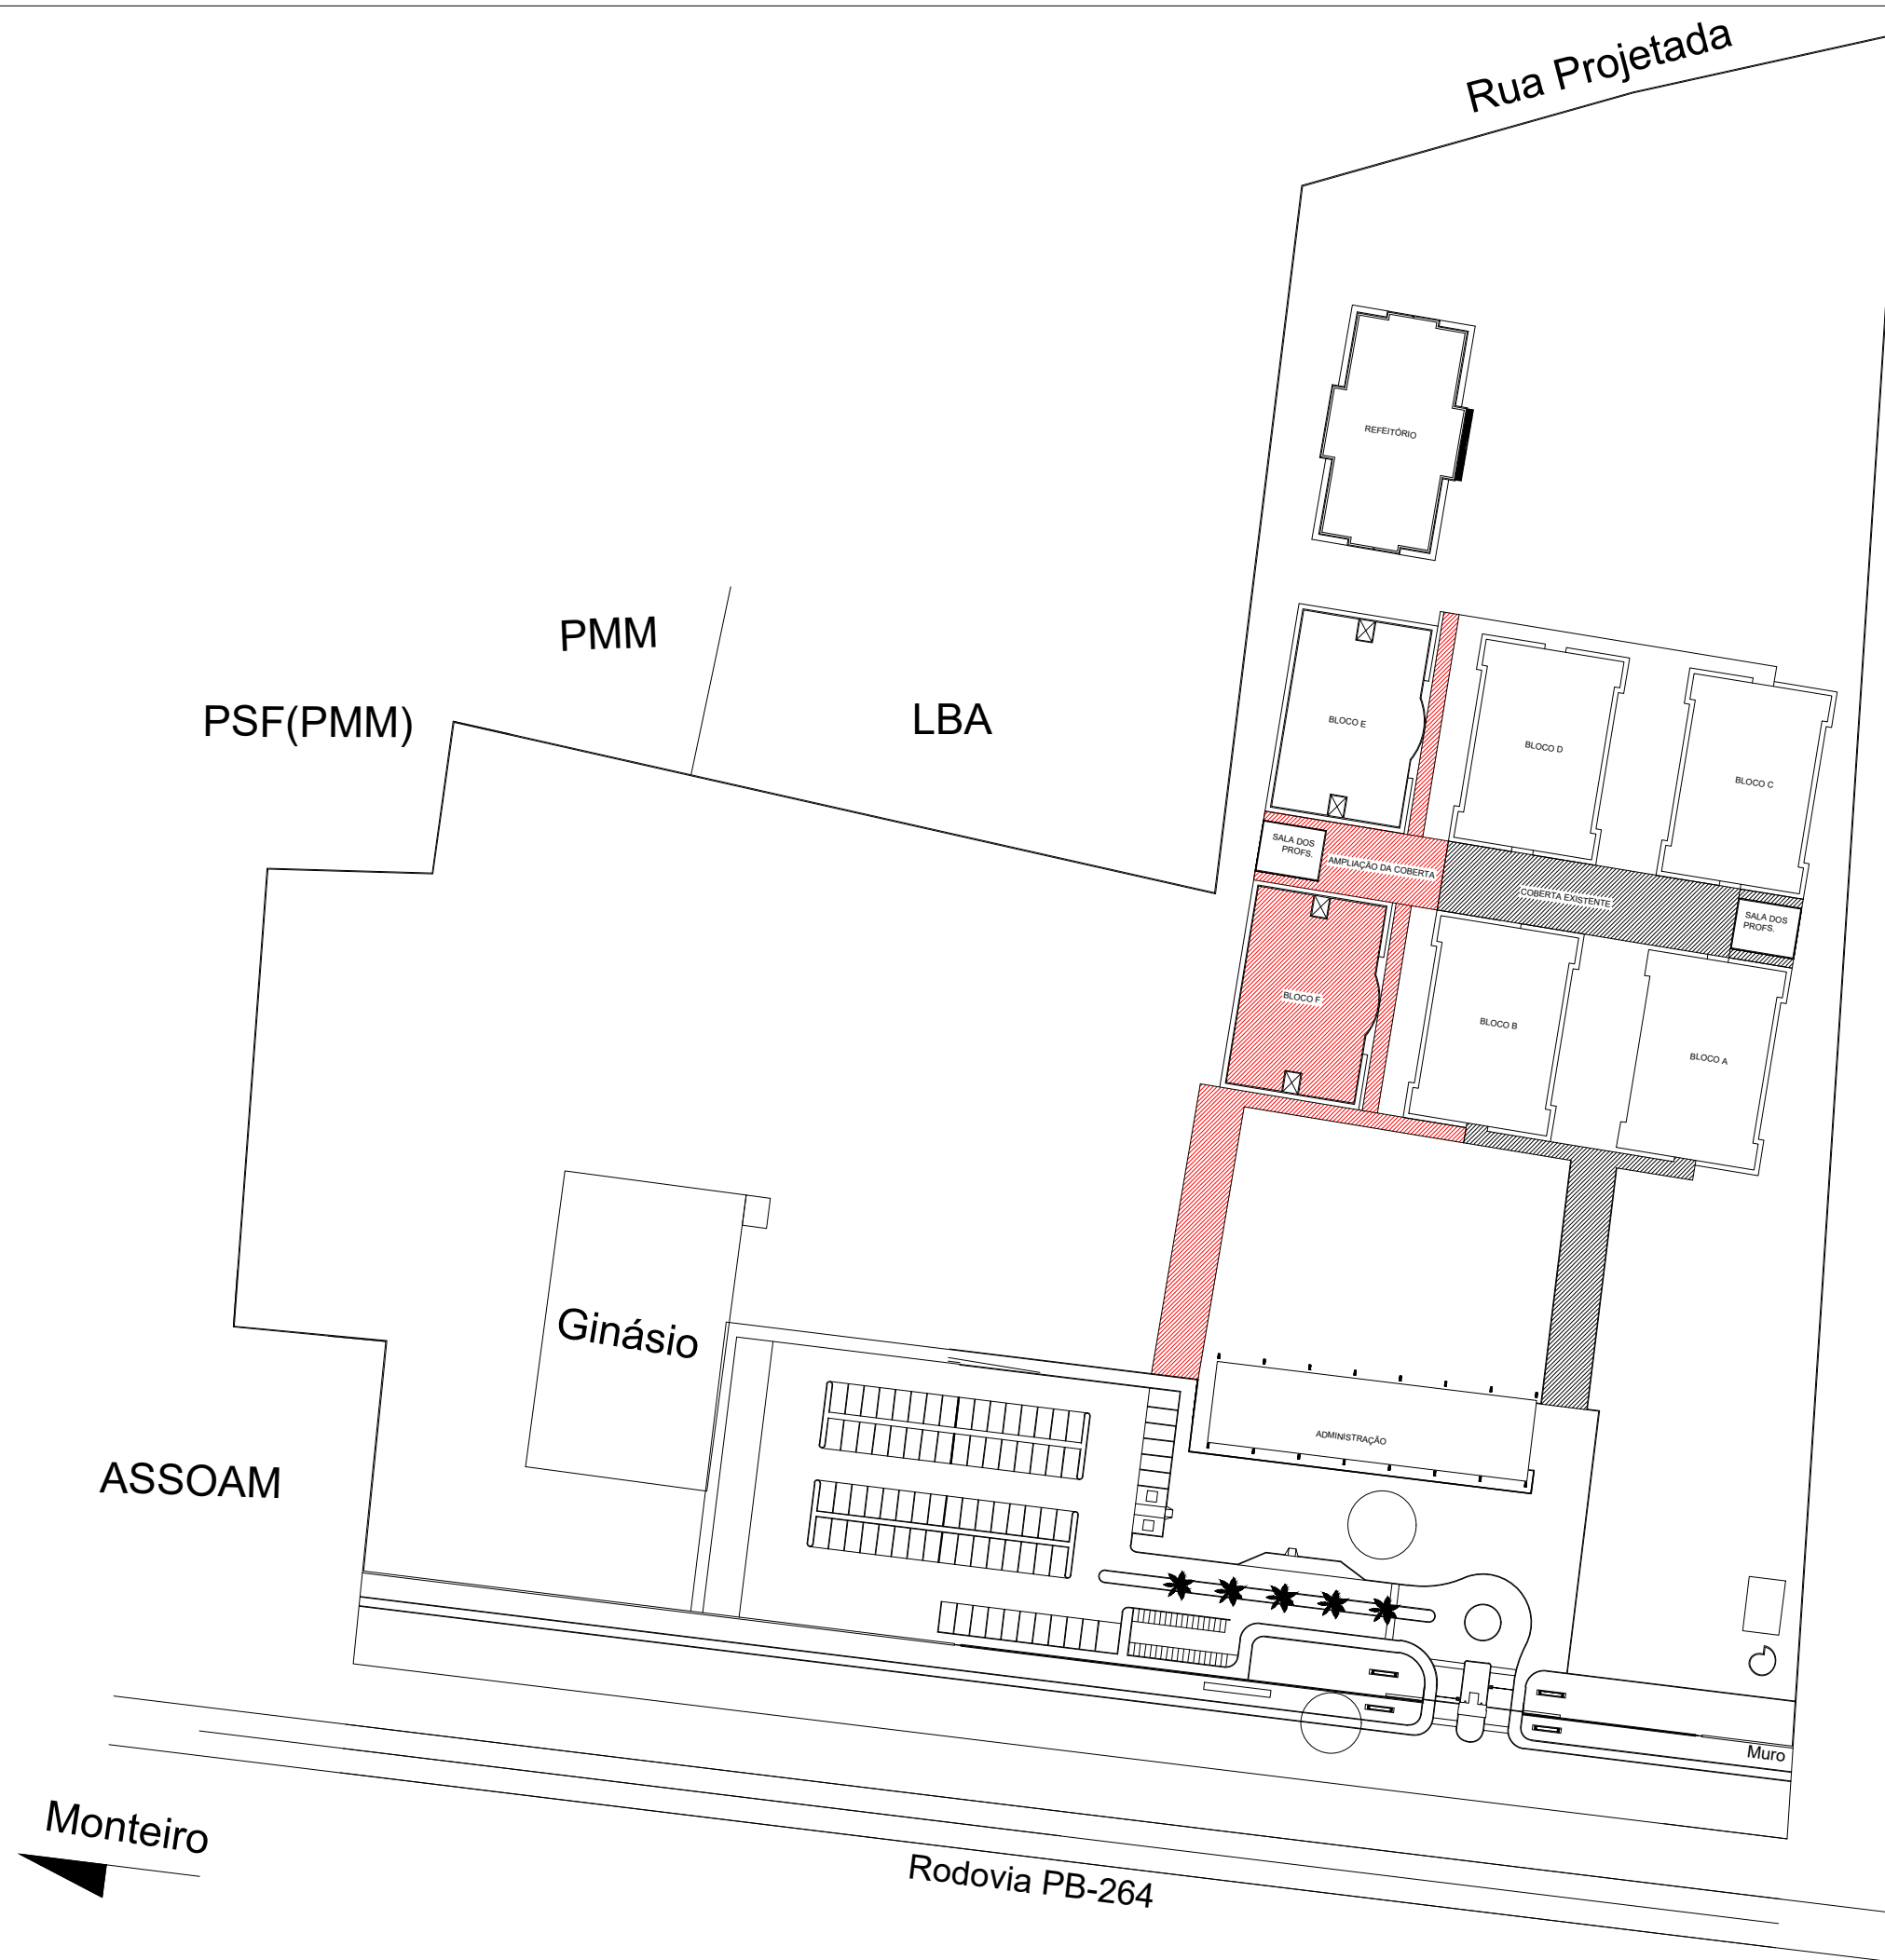 Rua Projetada
REFEITÓRIO
PMM
PSF(PMM)
LBA
BLOCO E
BLOCO D
BLOCO C
SALA DOS
PROFS.
AMPLIAÇÃO DA COBERTA
COBERTA EXISTENTE
SALA DOS
PROFS.
BLOCO F
BLOCO B
BLOCO A
Ginásio
ADMINISTRAÇÃO
ASSOAM
Muro
Monteiro
Rodovia PB-264